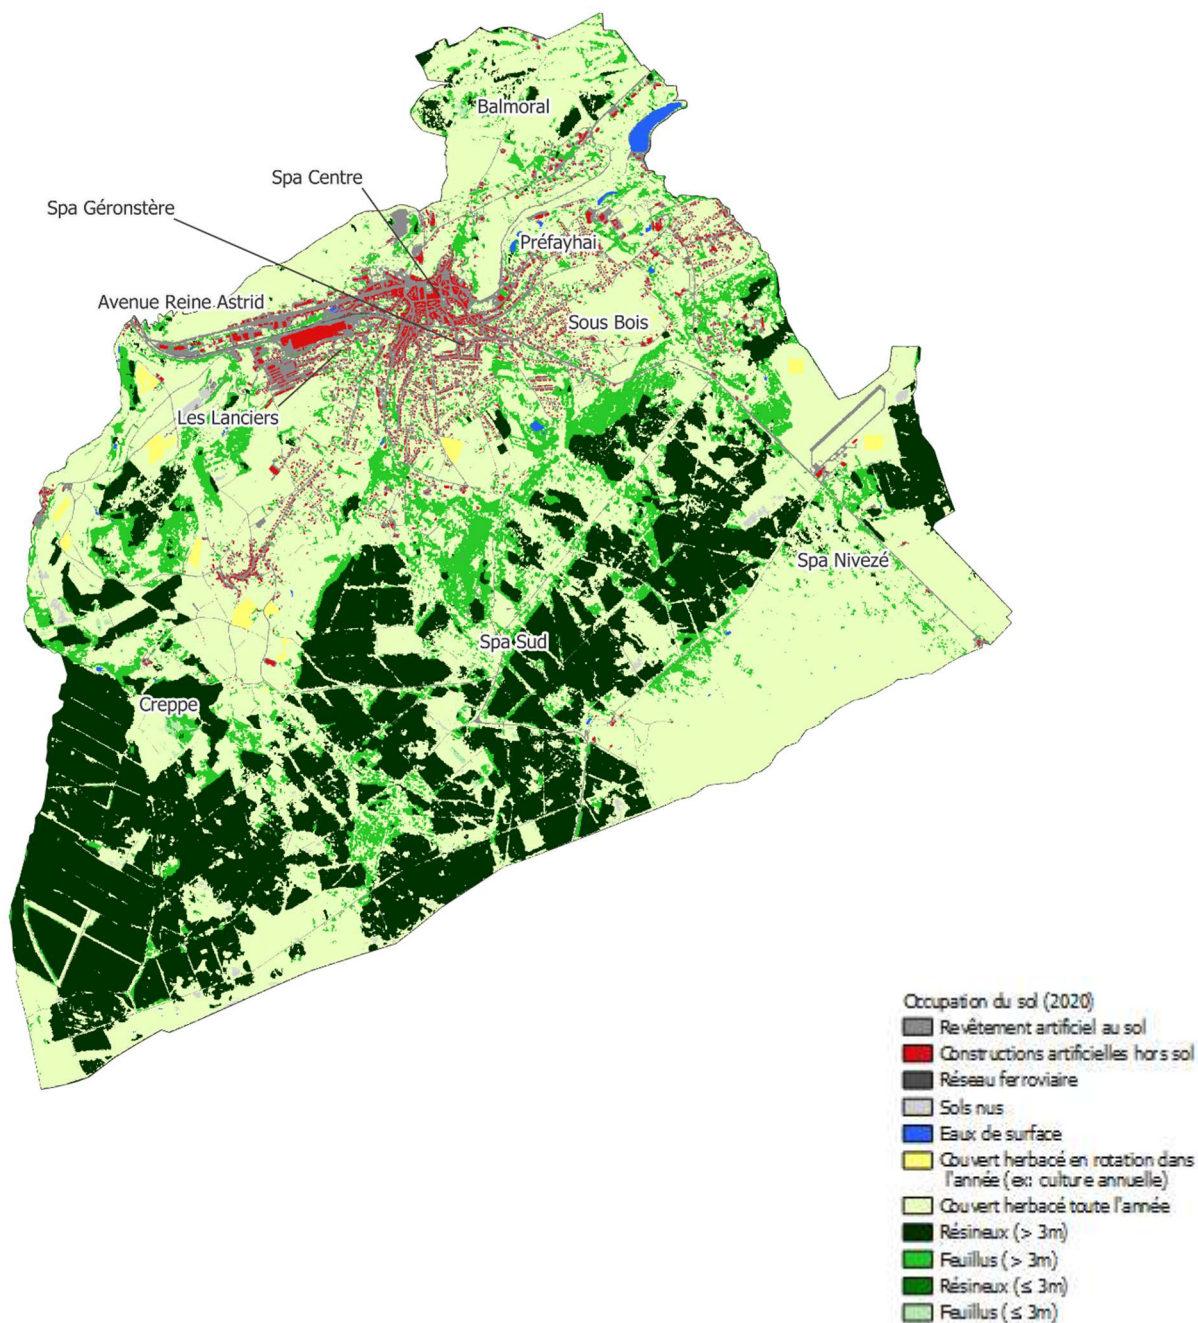 Balmoral
Spa Centre
Spa Géronstère
Préfayhai
Avenue Reine Astrid
Sous Bois
Les Lanciers
Spa Nivezé
Spa Sud
Creppe
Occupation du sol (2020)
Revêtement artificiel au sol
Constructions artificielles hors sol
Réseau ferroviaire
Sols nus
Eaux de surface
Couvert herbacé en rotation dans
l'année (ex: culture annuelle)
Couvert herbacé toute l'année
Résineux (> 3m)
Feuillus (> 3m)
Résineux (≤ 3m)
Feuillus (≤ 3m)